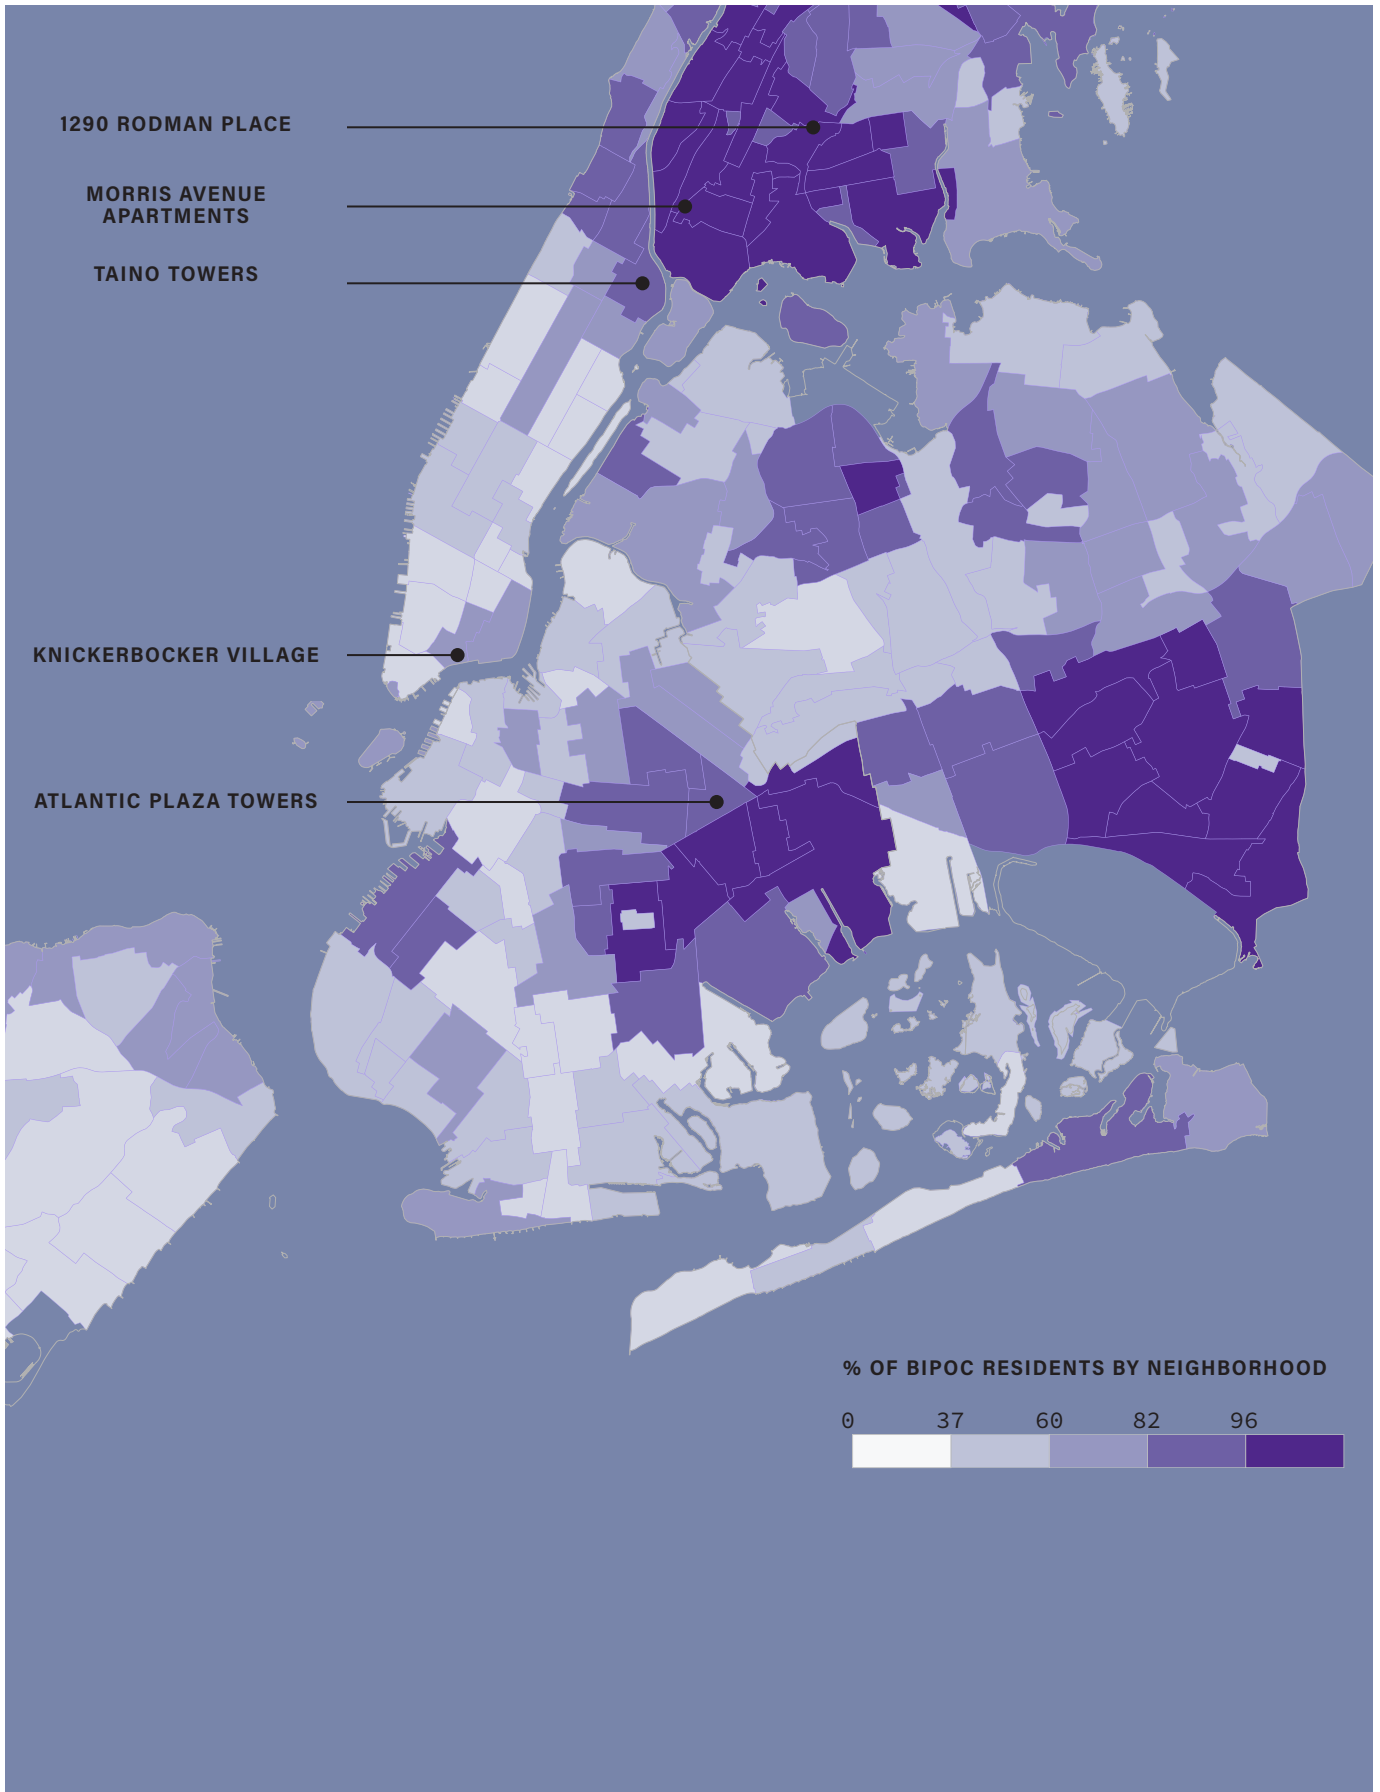 1290 RODMAN PLACE
MORRIS AVENUE
APARTMENTS
TAINO TOWERS
KNICKERBOCKER VILLAGE
ATLANTIC PLAZA TOWERS
% OF BIPOC RESIDENTS BY NEIGHBORHOOD
0 37 60 82 96